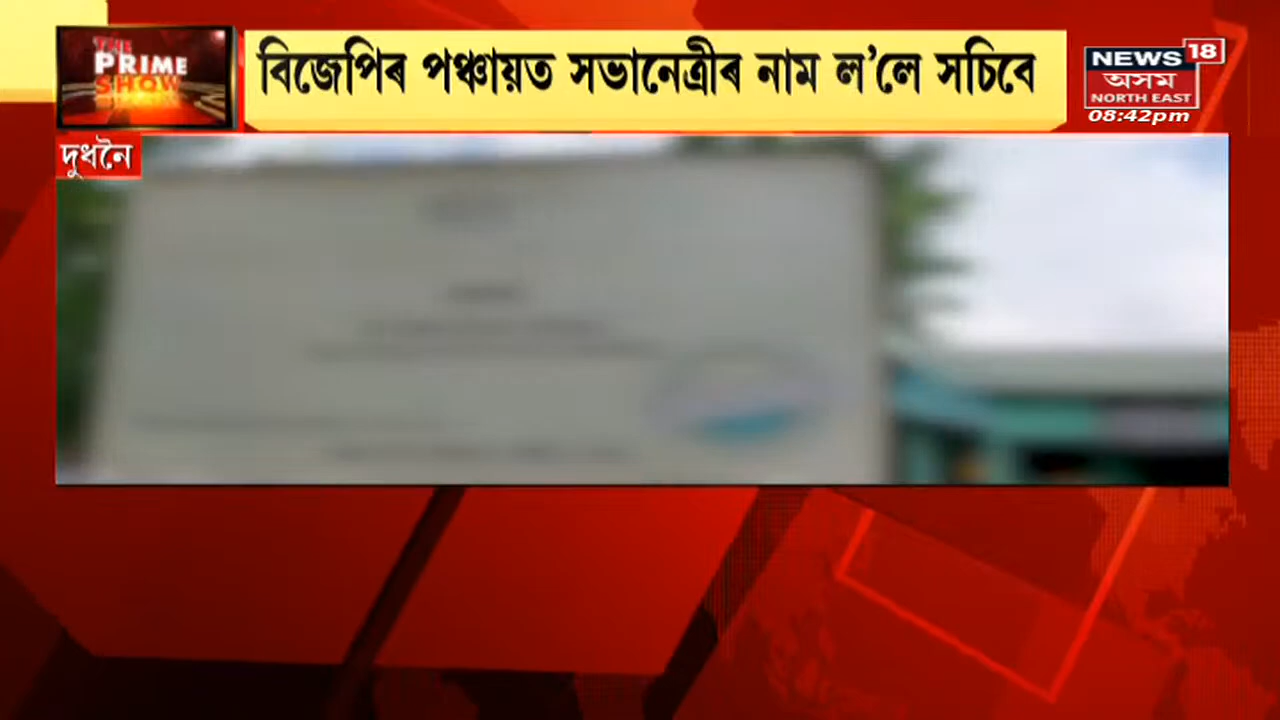 THE
PRIME
SHOW
বিজেপিৰ পঞ্চায়ত সভানেত্ৰীৰ নাম ল'লে সচিবে
NEWS 18
অসম
NORTH EAST
08:42pm
দুধনৈ